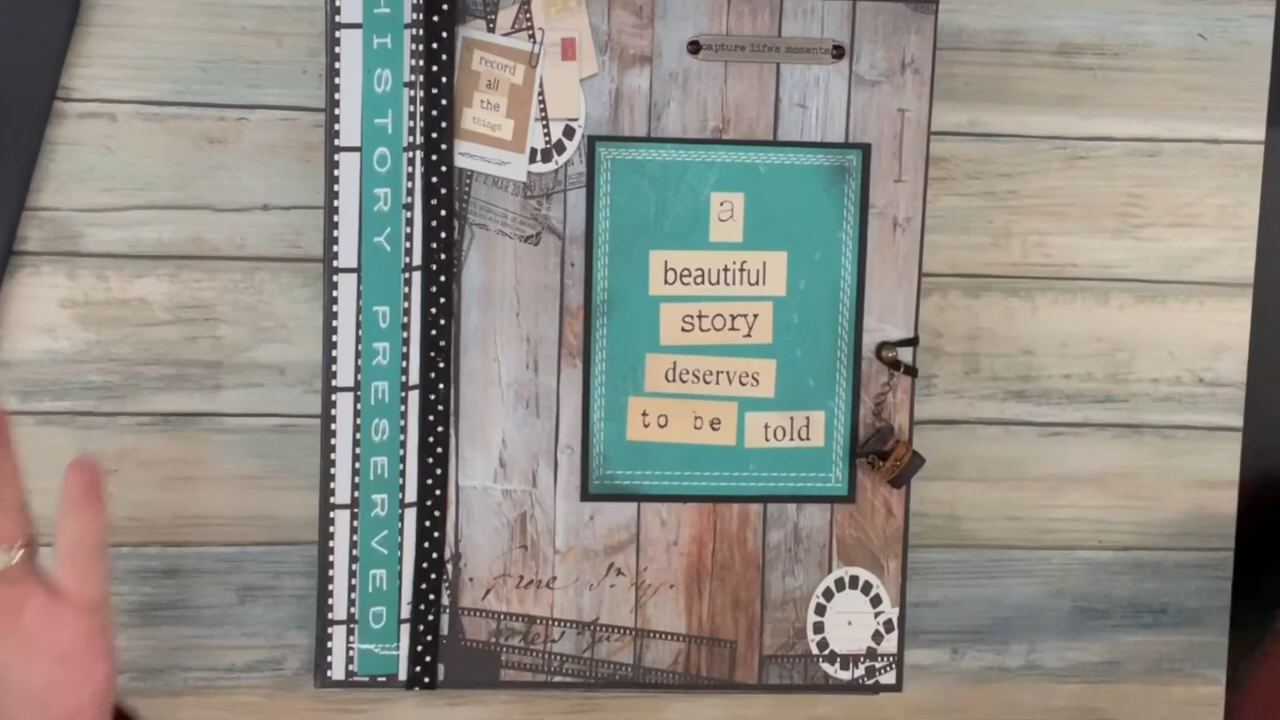 HISTORY PRESERVED
record
all
the
things
capture life's moments
a
beautiful
story
deserves
to be told